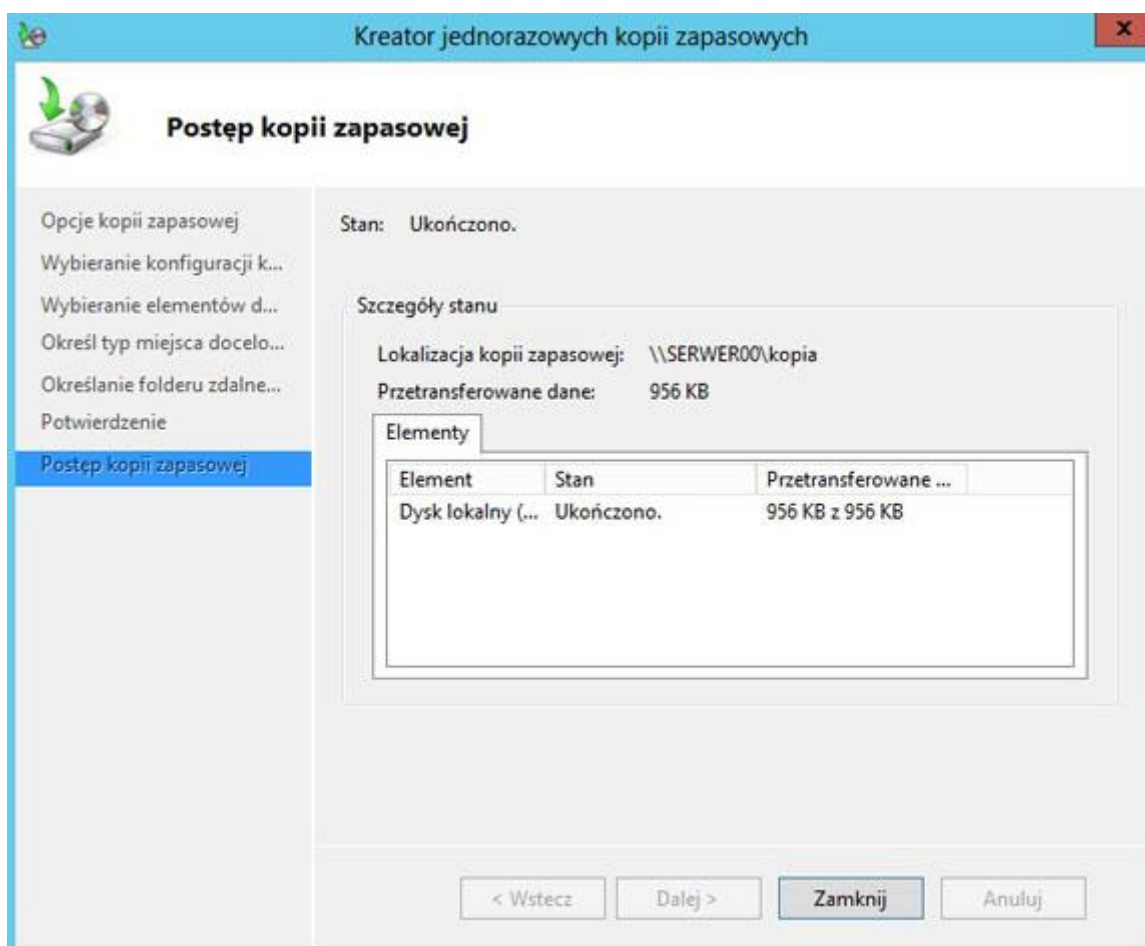 Kreator jednorazowych kopii zapasowych
x
Postęp kopii zapasowej
Opcje kopii zapasowej
Wybieranie konfiguracji k...
Wybieranie elementów d...
Określ typ miejsca docelo...
Określanie folderu zdalne...
Potwierdzenie
Postęp kopii zapasowej
Stan: Ukończono.
Szczegóły stanu
Lokalizacja kopii zapasowej: \\SERWER00\kopia
Przetransferowane dane: 956 KB
Elementy
Element Stan Przetransferowane ...
Dysk lokalny (... Ukończono. 956 KB z 956 KB
< Wstecz Dalej > Zamknij Anuluj